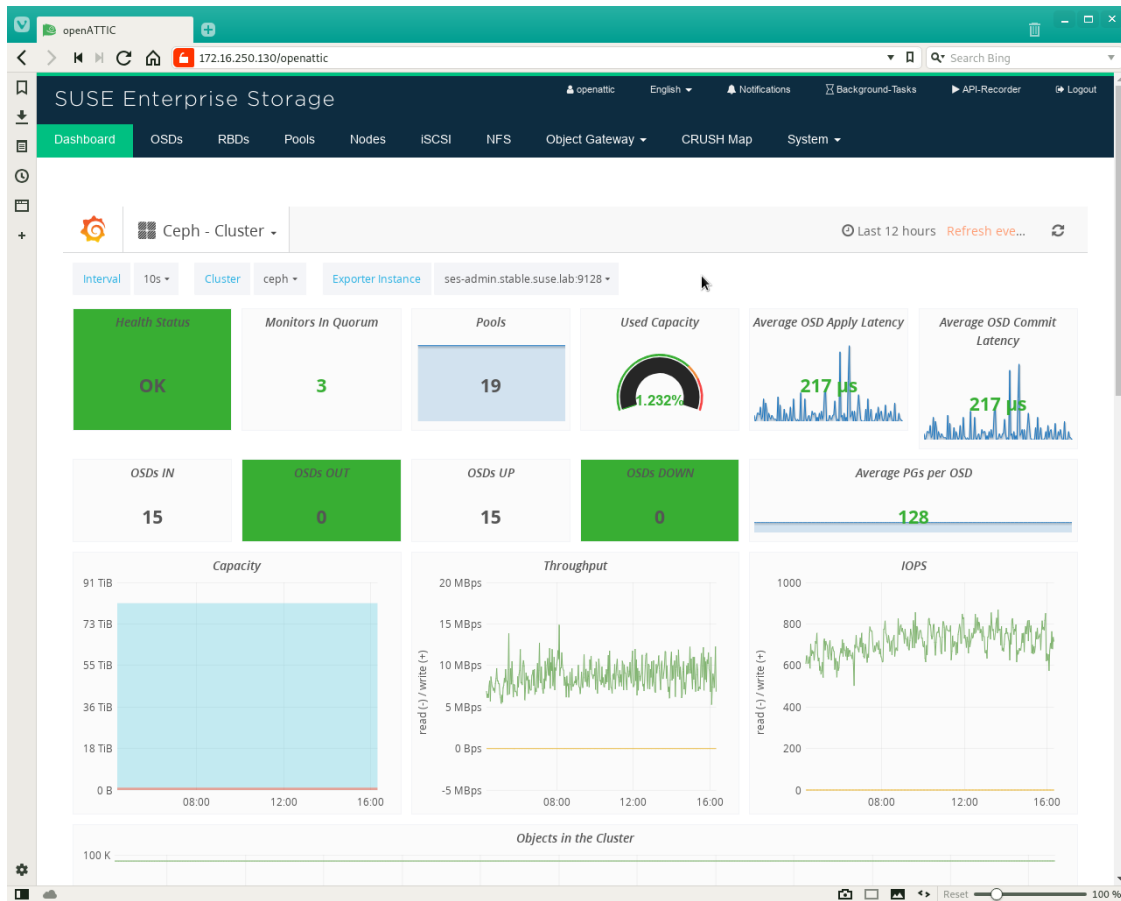 openATTIC
172.16.250.130/openattic
Search Bing
SUSE Enterprise Storage
openattic English Notifications Background-Tasks API-Recorder Logout
Dashboard OSDs RBDs Pools Nodes iSCSI NFS Object Gateway CRUSH Map System
Ceph - Cluster
Last 12 hours Refresh eve...
Interval 10s Cluster ceph Exporter Instance ses-admin.stable.suse.lab:9128
Health Status
OK
Monitors In Quorum
3
Pools
19
Used Capacity
1.232%
Average OSD Apply Latency
217 µs
Average OSD Commit
Latency
217 µs
OSDs IN
15
OSDs OUT
0
OSDs UP
15
OSDs DOWN
0
Average PGs per OSD
128
Capacity
91 TiB
73 TiB
55 TiB
36 TiB
18 TiB
0 B
08:00 12:00 16:00
Throughput
read (-) / write (+)
20 MBps
15 MBps
10 MBps
5 MBps
0 Bps
-5 MBps
08:00 12:00 16:00
IOPS
read (-) / write (+)
1000
800
600
400
200
0
08:00 12:00 16:00
Objects in the Cluster
100 K
Reset 100 %